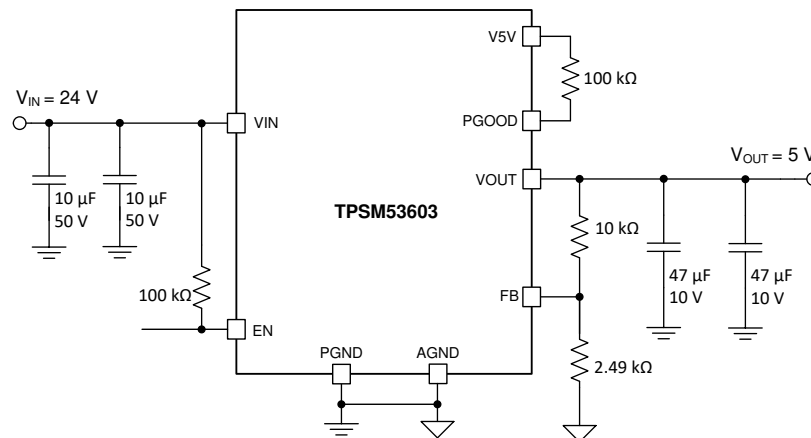 V5V
100 kΩ
V_IN = 24 V
VIN
PGOOD
V_OUT = 5 V
VOUT
10 µF
50 V
10 µF
50 V
TPSM53603
10 kΩ
47 µF
10 V
47 µF
10 V
100 kΩ
FB
EN
PGND
AGND
2.49 kΩ